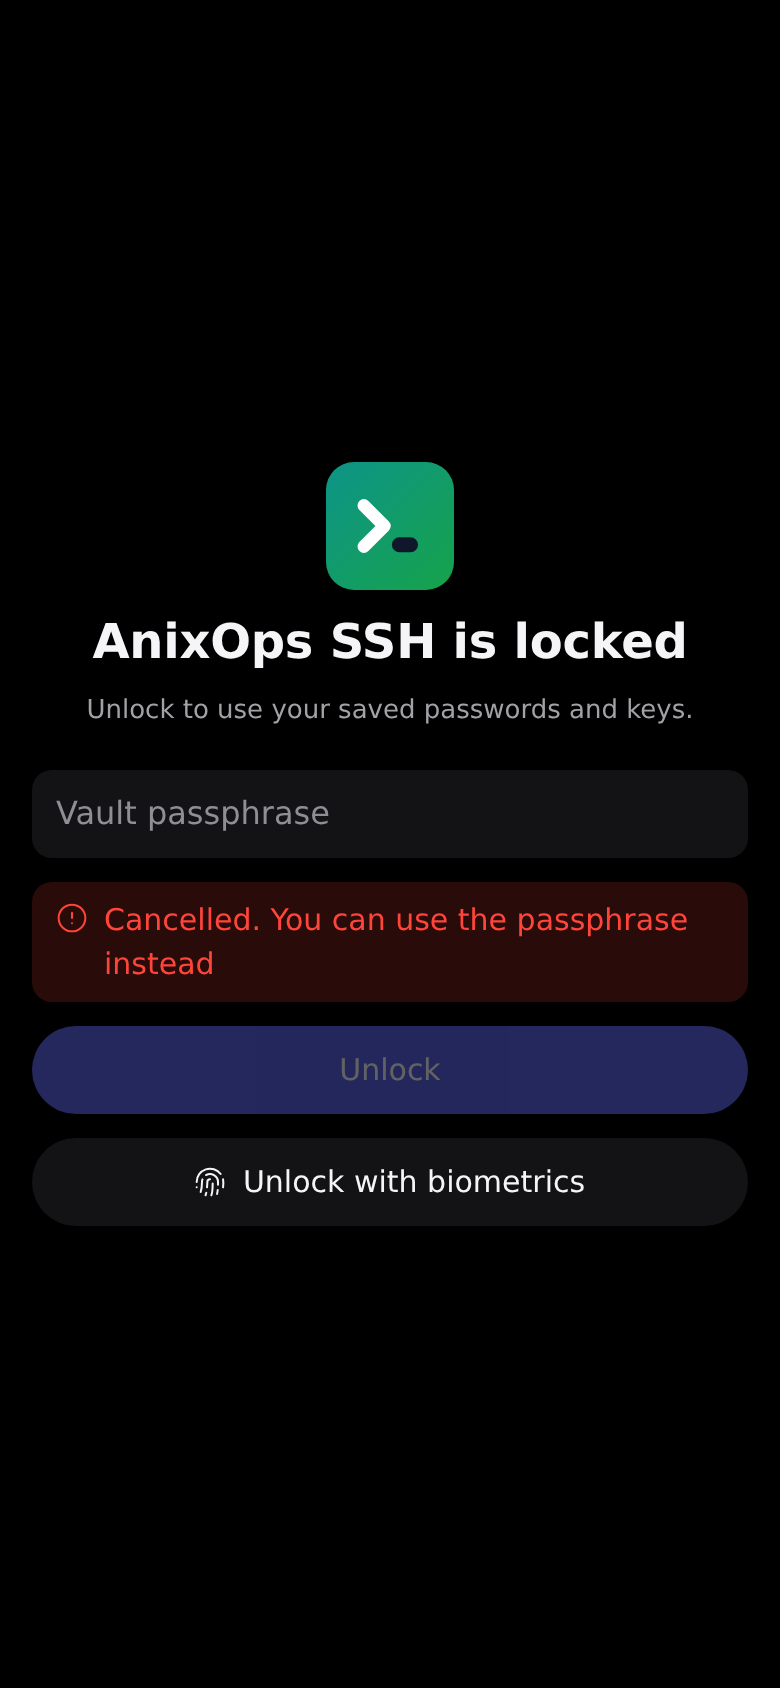 AnixOps SSH is locked
Unlock to use your saved passwords and keys.
Vault passphrase
Cancelled. You can use the passphrase
instead
Unlock
Unlock with biometrics